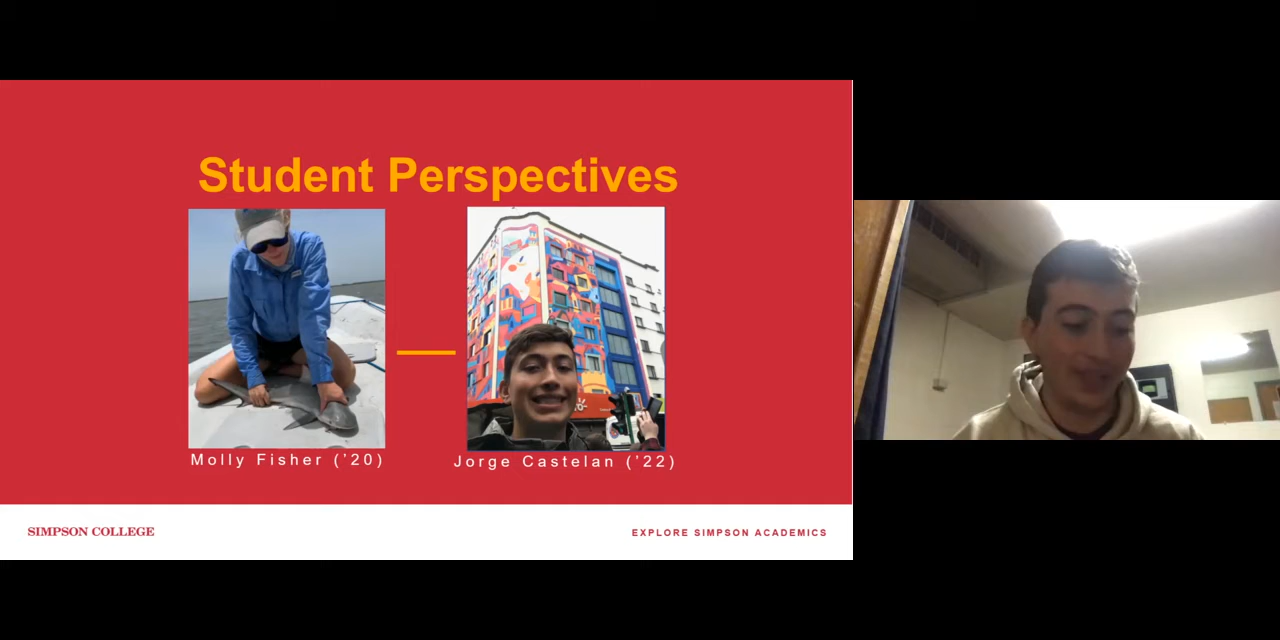 Student Perspectives
Molly Fisher ('20)
Jorge Castelan ('22)
SIMPSON COLLEGE
EXPLORE SIMPSON ACADEMICS